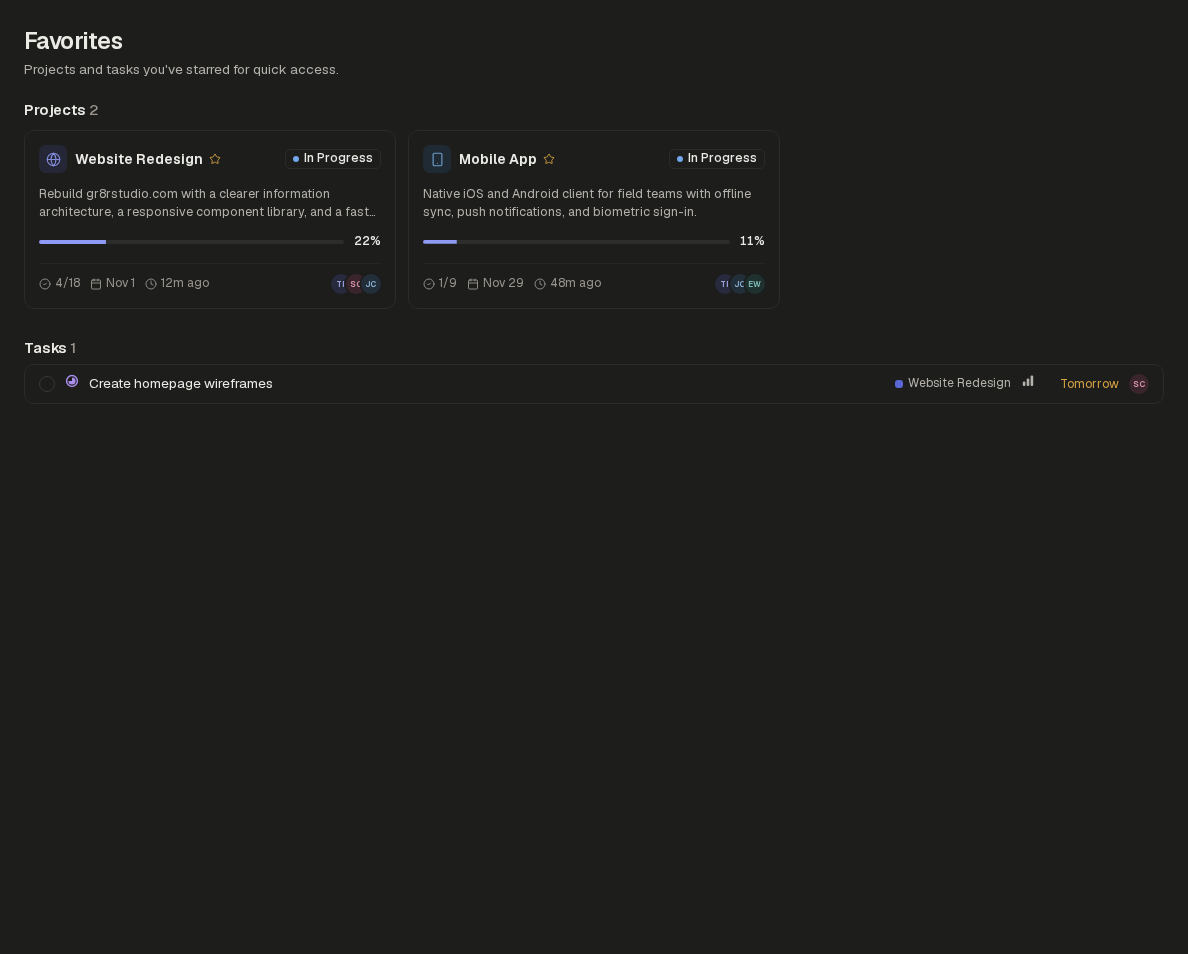 Favorites
Projects and tasks you've starred for quick access.
Projects 2
Website Redesign
In Progress
Rebuild gr8rstudio.com with a clearer information
architecture, a responsive component library, and a fast…
22%
4/18 Nov 1 12m ago
SC JC
Mobile App
In Progress
Native iOS and Android client for field teams with offline
sync, push notifications, and biometric sign-in.
11%
1/9 Nov 29 48m ago
JC EW
Tasks 1
Create homepage wireframes
Website Redesign
Tomorrow
SC